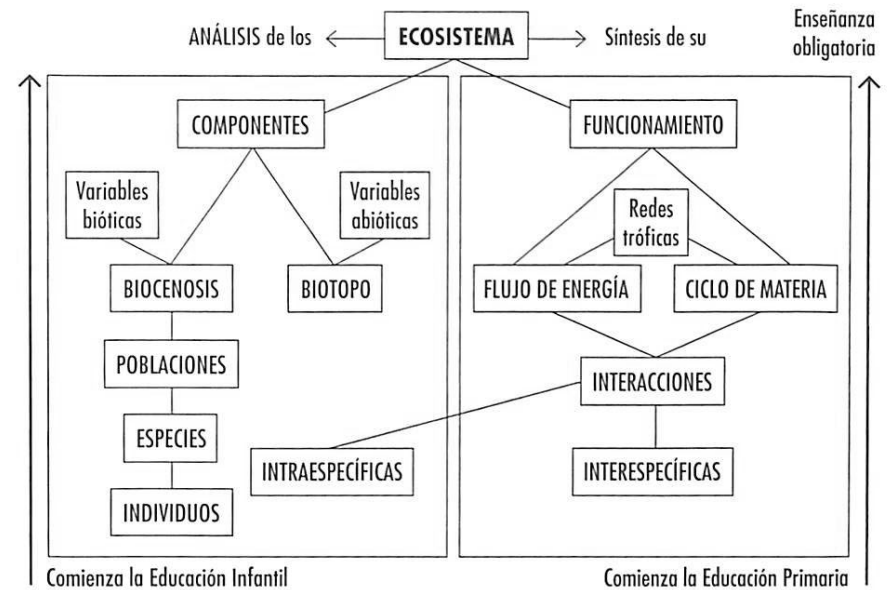 ANÁLISIS de los
ECOSISTEMA
Síntesis de su
Enseñanza
obligatoria
COMPONENTES
FUNCIONAMIENTO
Variables
bióticas
Variables
abióticas
Redes
tróficas
BIOCENOSIS
BIOTOPO
FLUJO DE ENERGÍA
CICLO DE MATERIA
POBLACIONES
INTERACCIONES
ESPECIES
INTRAESPECÍFICAS
INTERESPECÍFICAS
INDIVIDUOS
Comienza la Educación Infantil
Comienza la Educación Primaria